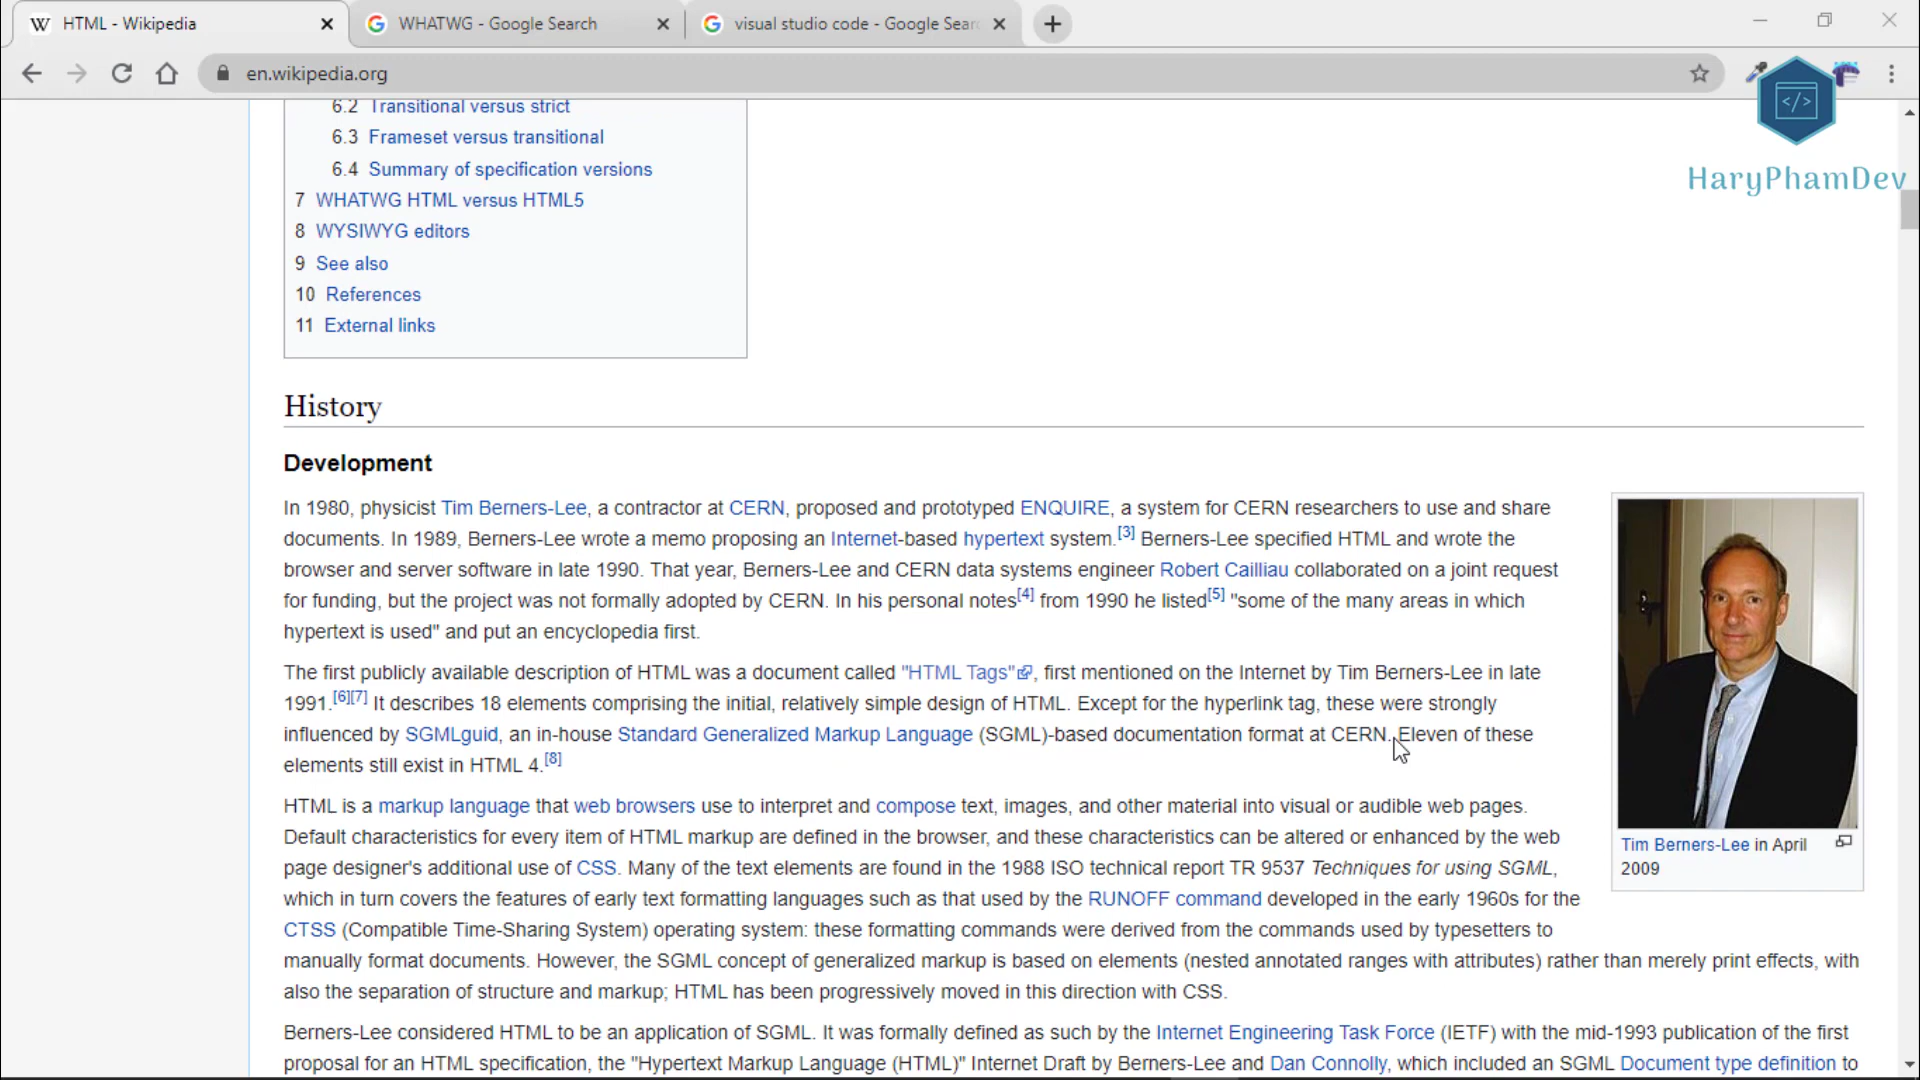 HTML - Wikipedia
WHATWG - Google Search
visual studio code - Google Sear
en.wikipedia.org
HaryPhamDev
6.2 Transitional versus strict
6.3 Frameset versus transitional
6.4 Summary of specification versions
7 WHATWG HTML versus HTML5
8 WYSIWYG editors
9 See also
10 References
11 External links
History
Development
In 1980, physicist Tim Berners-Lee, a contractor at CERN, proposed and prototyped ENQUIRE, a system for CERN researchers to use and share
documents. In 1989, Berners-Lee wrote a memo proposing an Internet-based hypertext system.[3] Berners-Lee specified HTML and wrote the
browser and server software in late 1990. That year, Berners-Lee and CERN data systems engineer Robert Cailliau collaborated on a joint request
for funding, but the project was not formally adopted by CERN. In his personal notes[4] from 1990 he listed[5] "some of the many areas in which
hypertext is used" and put an encyclopedia first.
The first publicly available description of HTML was a document called "HTML Tags", first mentioned on the Internet by Tim Berners-Lee in late
1991.[6][7] It describes 18 elements comprising the initial, relatively simple design of HTML. Except for the hyperlink tag, these were strongly
influenced by SGMLguid, an in-house Standard Generalized Markup Language (SGML)-based documentation format at CERN. Eleven of these
elements still exist in HTML 4.[8]
HTML is a markup language that web browsers use to interpret and compose text, images, and other material into visual or audible web pages.
Default characteristics for every item of HTML markup are defined in the browser, and these characteristics can be altered or enhanced by the web
page designer's additional use of CSS. Many of the text elements are found in the 1988 ISO technical report TR 9537 Techniques for using SGML,
which in turn covers the features of early text formatting languages such as that used by the RUNOFF command developed in the early 1960s for the
CTSS (Compatible Time-Sharing System) operating system: these formatting commands were derived from the commands used by typesetters to
manually format documents. However, the SGML concept of generalized markup is based on elements (nested annotated ranges with attributes) rather than merely print effects, with
also the separation of structure and markup; HTML has been progressively moved in this direction with CSS.
Berners-Lee considered HTML to be an application of SGML. It was formally defined as such by the Internet Engineering Task Force (IETF) with the mid-1993 publication of the first
proposal for an HTML specification, the "Hypertext Markup Language (HTML)" Internet Draft by Berners-Lee and Dan Connolly, which included an SGML Document type definition to
Tim Berners-Lee in April
2009